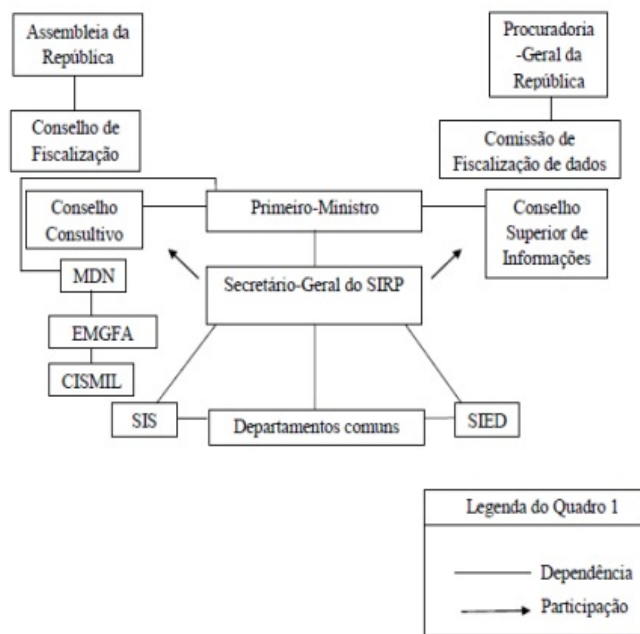 Assembleia da
República
Procuradoria
-Geral da
República
Conselho de
Fiscalização
Comissão de
Fiscalização de dados
Conselho
Consultivo
Primeiro-Ministro
Conselho
Superior de
Informações
MDN
Secretário-Geral do SIRP
EMGFA
CISMIL
SIS
Departamentos comuns
SIED
Legenda do Quadro 1
Dependência
Participação